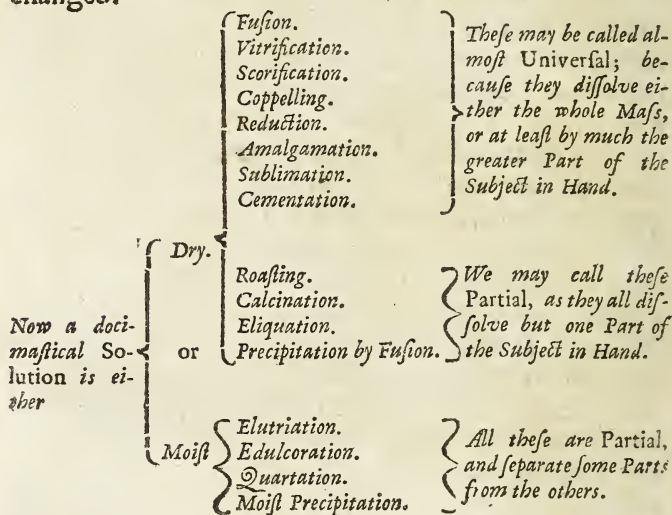 changed.
Fuſion.
Vitrification.
Scorification.
Coppelling.
Reduction.
Amalgamation.
Sublimation.
Cementation.
Theſe may be called al-
moſt Univerſal; be-
cauſe they diſſolve ei-
ther the whole Maſs,
or at leaſt by much the
greater Part of the
Subject in Hand.
Dry.
Roaſting.
Calcination.
Eliquation.
Precipitation by Fuſion.
We may call theſe
Partial, as they all diſ-
ſolve but one Part of
the Subject in Hand.
Now a doci-
maſtical So-
lution is ei-
ther
or
Moiſt
Elutriation.
Edulcoration.
Quartation.
Moiſt Precipitation.
All theſe are Partial,
and ſeparate ſome Parts
from the others.